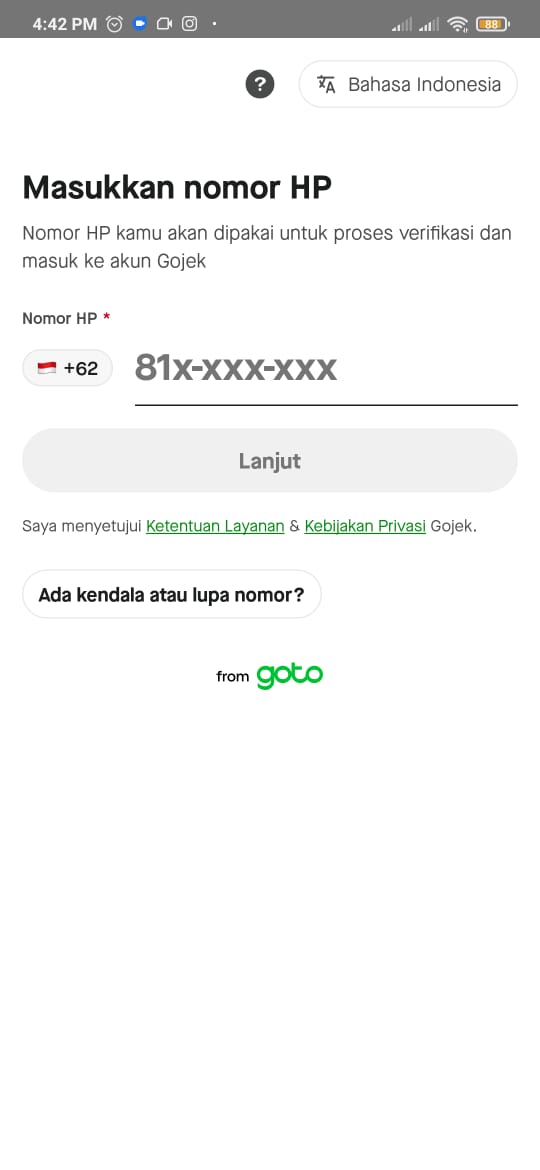 4:42 PM
88
?
Bahasa Indonesia
Masukkan nomor HP
Nomor HP kamu akan dipakai untuk proses verifikasi dan
masuk ke akun Gojek
Nomor HP *
+62 81x-xxx-xxx
Lanjut
Saya menyetujui Ketentuan Layanan & Kebijakan Privasi Gojek.
Ada kendala atau lupa nomor?
from goto